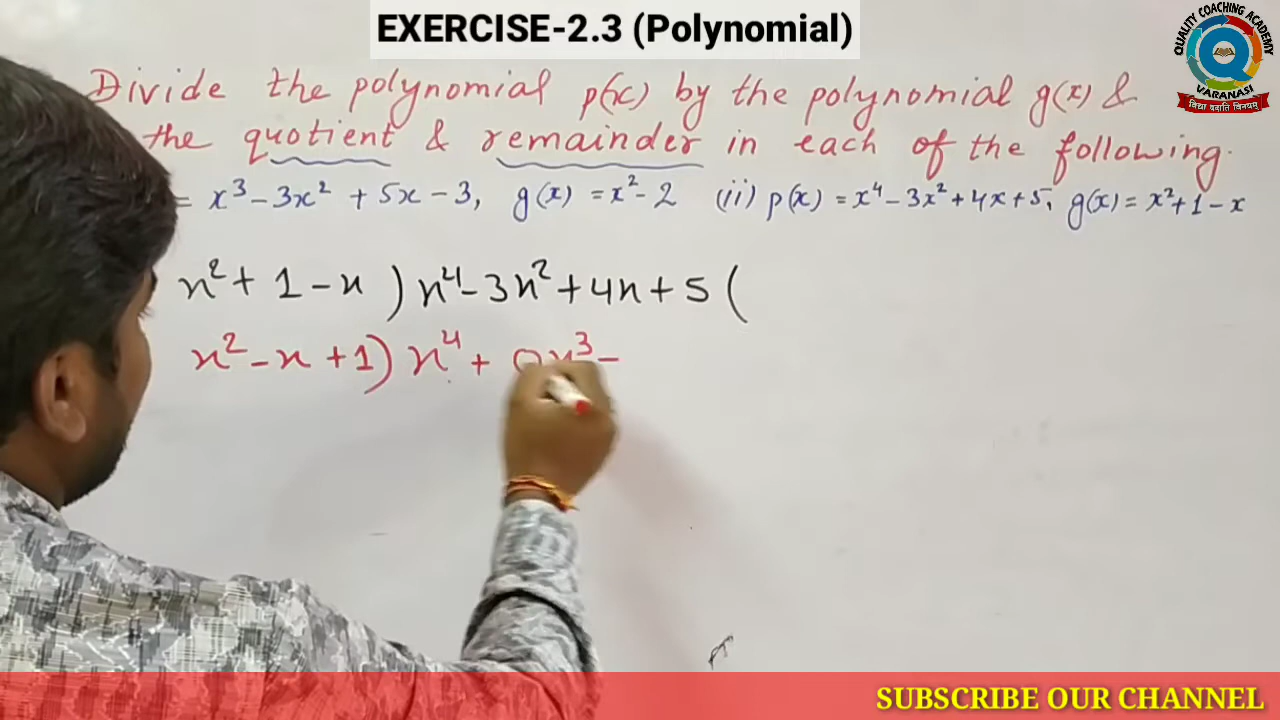 EXERCISE-2.3 (Polynomial)
QUALITY COACHING ACADEMY
VARANASI
Divide the polynomial p(x) by the polynomial g(x) &
the quotient & remainder in each of the following.
= x³ - 3x² + 5x - 3, g(x) = x² - 2 (ii) p(x) = x⁴ - 3x² + 4x + 5, g(x) = x² + 1 - x
x² + 1 - x ) x⁴ - 3x² + 4x + 5 (
x² - x + 1 ) x⁴ + 0x³ -
SUBSCRIBE OUR CHANNEL